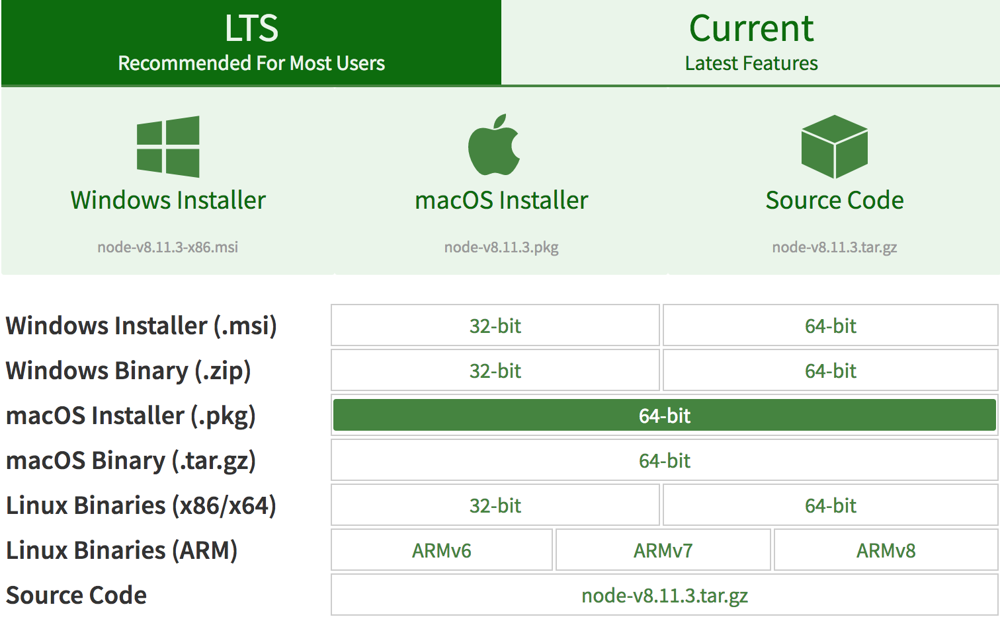 LTS
Recommended For Most Users
Current
Latest Features
Windows Installer
node-v8.11.3-x86.msi
macOS Installer
node-v8.11.3.pkg
Source Code
node-v8.11.3.tar.gz
Windows Installer (.msi) 32-bit 64-bit
Windows Binary (.zip) 32-bit 64-bit
macOS Installer (.pkg) 64-bit
macOS Binary (.tar.gz) 64-bit
Linux Binaries (x86/x64) 32-bit 64-bit
Linux Binaries (ARM) ARMv6 ARMv7 ARMv8
Source Code node-v8.11.3.tar.gz